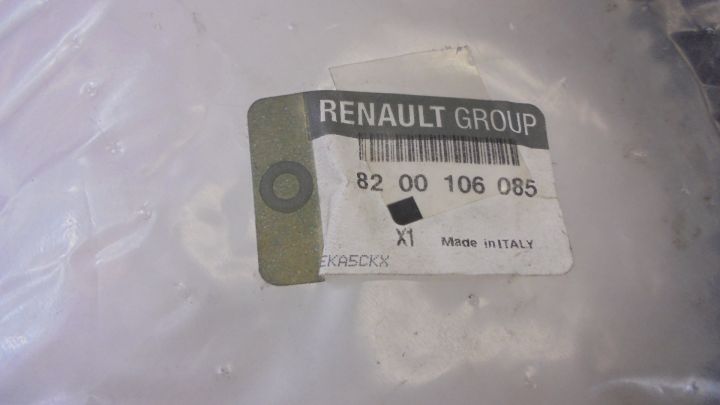 RENAULT GROUP
82 00 106 085
X1 Made in ITALY
EKA5CKX